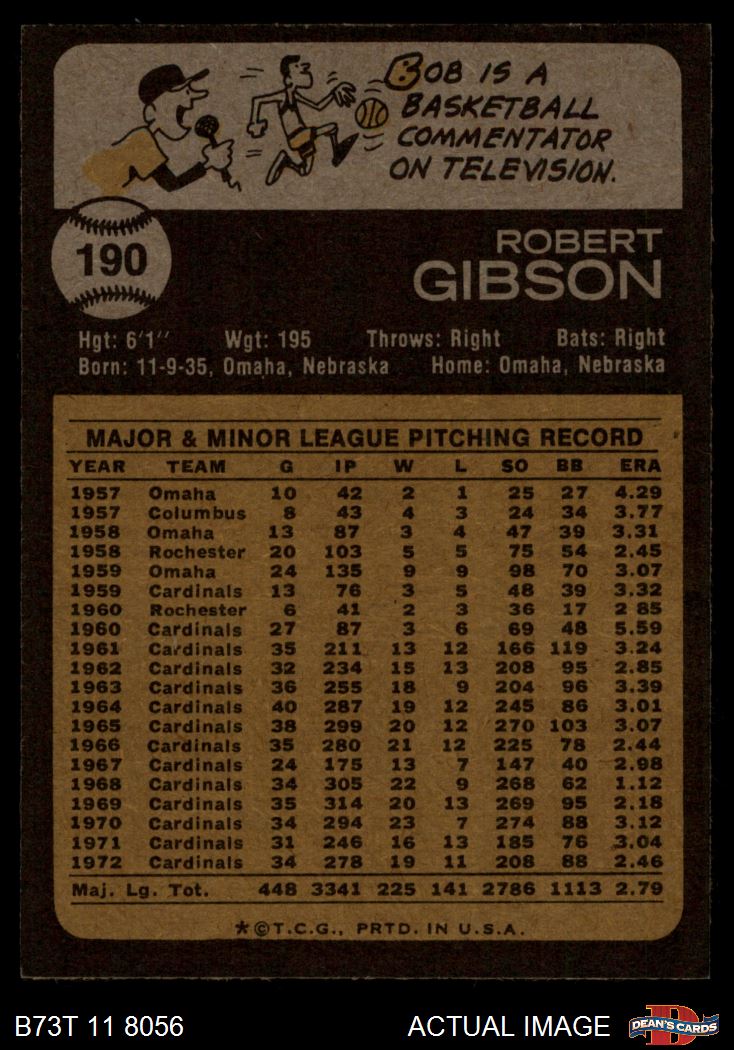 BOB IS A
BASKETBALL
COMMENTATOR
ON TELEVISION.
190
ROBERT
GIBSON
Hgt: 6'1" Wgt: 195 Throws: Right Bats: Right
Born: 11-9-35, Omaha, Nebraska Home: Omaha, Nebraska
MAJOR & MINOR LEAGUE PITCHING RECORD
YEAR TEAM G IP W L SO BB ERA
1957 Omaha 10 42 2 1 25 27 4.29
1957 Columbus 8 43 4 3 24 34 3.77
1958 Omaha 13 87 3 4 47 39 3.31
1958 Rochester 20 103 5 5 75 54 2.45
1959 Omaha 24 135 9 9 98 70 3.07
1959 Cardinals 13 76 3 5 48 39 3.32
1960 Rochester 6 41 2 3 36 17 2 85
1960 Cardinals 27 87 3 6 69 48 5.59
1961 Cardinals 35 211 13 12 166 119 3.24
1962 Cardinals 32 234 15 13 208 95 2.85
1963 Cardinals 36 255 18 9 204 96 3.39
1964 Cardinals 40 287 19 12 245 86 3.01
1965 Cardinals 38 299 20 12 270 103 3.07
1966 Cardinals 35 280 21 12 225 78 2.44
1967 Cardinals 24 175 13 7 147 40 2.98
1968 Cardinals 34 305 22 9 268 62 1.12
1969 Cardinals 35 314 20 13 269 95 2.18
1970 Cardinals 34 294 23 7 274 88 3.12
1971 Cardinals 31 246 16 13 185 76 3.04
1972 Cardinals 34 278 19 11 208 88 2.46
Maj. Lg. Tot. 448 3341 225 141 2786 1113 2.79
*©T.C.G., PRTD. IN U.S.A.
B73T 11 8056 ACTUAL IMAGE DEAN'S CARDS